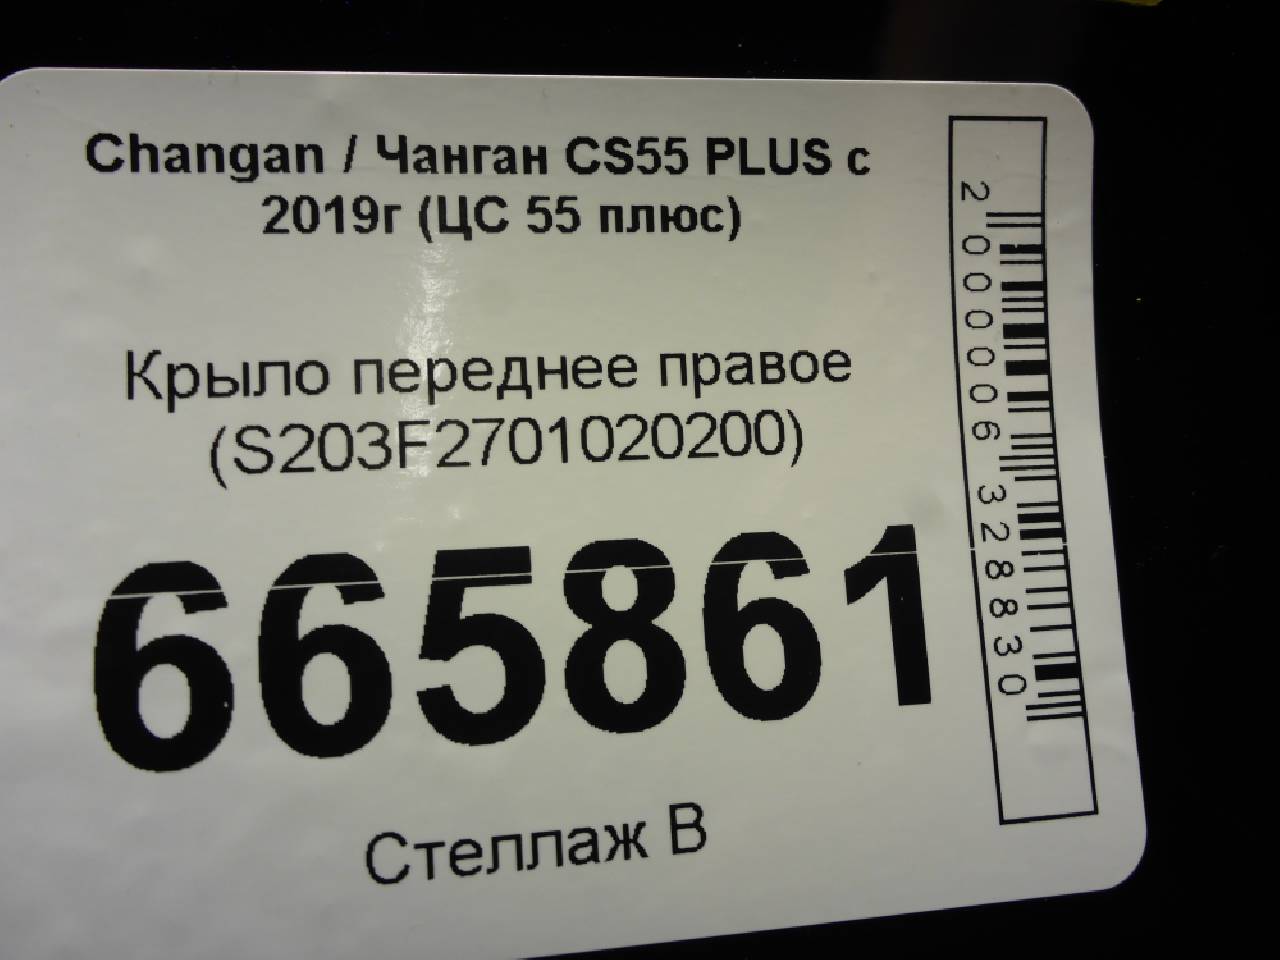 Changan / Чанган CS55 PLUS с
2019г (ЦС 55 плюс)
Крыло переднее правое
(S203F2701020200)
665861
Стеллаж В
2000006328830